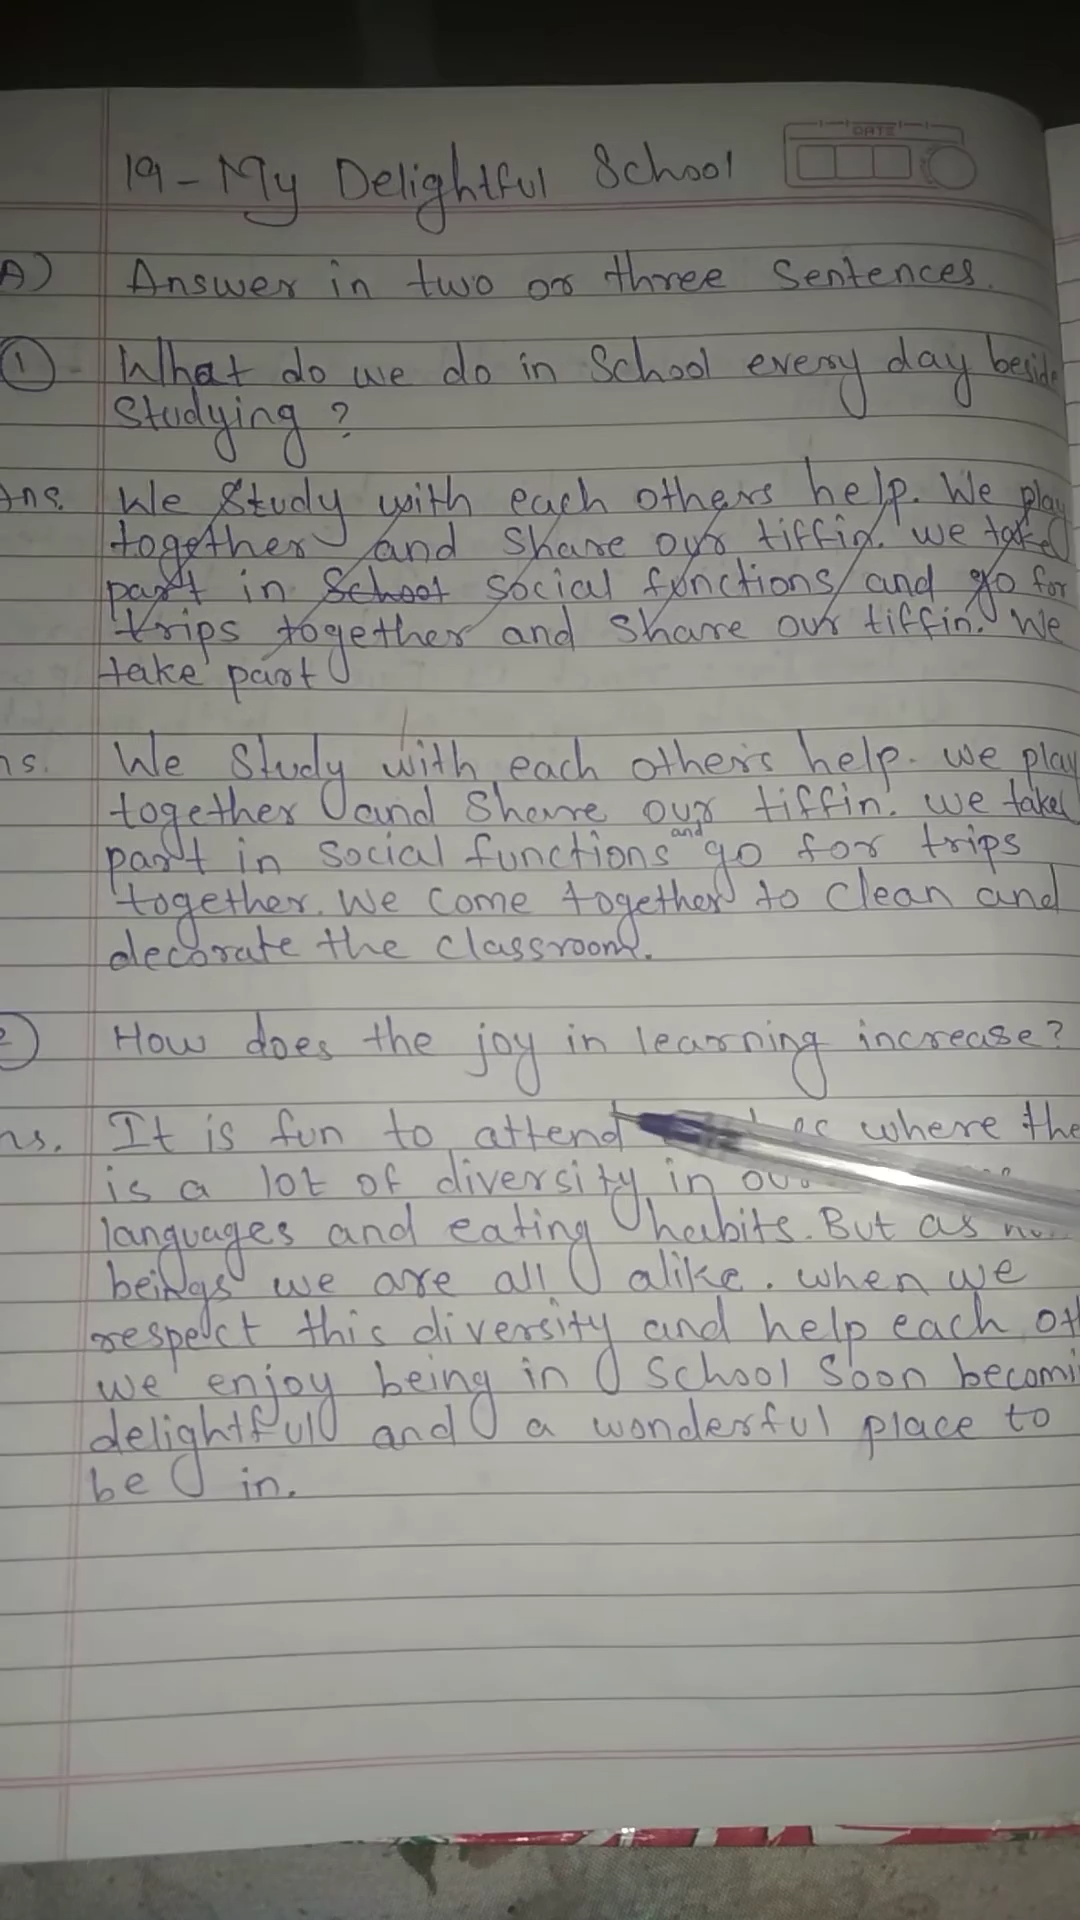 19 - My Delightful School
DATE
A) Answer in two or three Sentences.
1 What do we do in School every day beside
Studying ?
Ans. We Study with each others help. We play
together and Share our tiffin. we take
part in School social functions and go for
trips together and Share our tiffin. We
take part
ns. We Study with each other's help. we play
together and Share our tiffin. we take
part in social functions and go for trips
together. We come together to clean and
decorate the classroom.
2) How does the joy in learning increase?
ns. It is fun to attend where the
is a lot of diversity in
languages and eating habits. But as
beings we are all alike. when we
respect this diversity and help each ot
we enjoy being in School Soon becomi
delightful and a wonderful place to
be in.